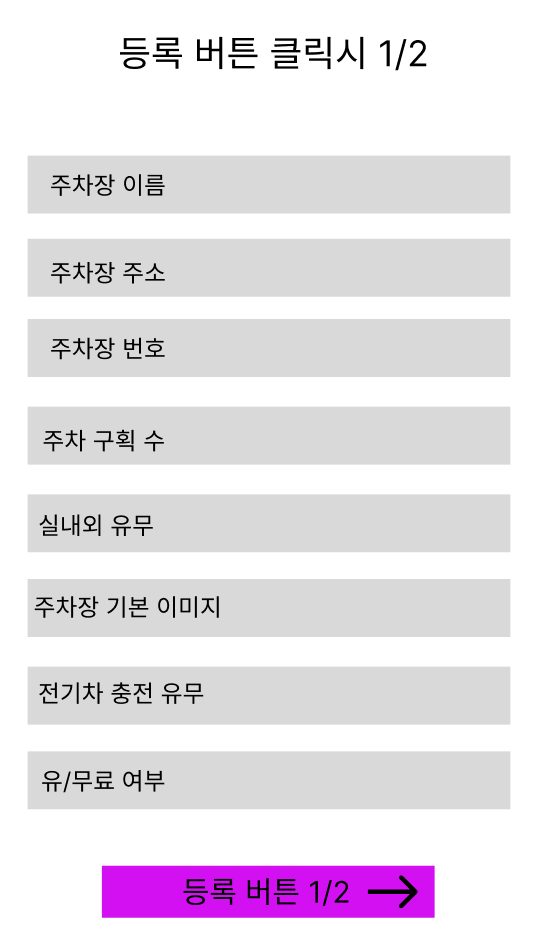 등록 버튼 클릭시 1/2
주차장 이름
주차장 주소
주차장 번호
주차 구획 수
실내외 유무
주차장 기본 이미지
전기차 충전 유무
유/무료 여부
등록 버튼 1/2 →